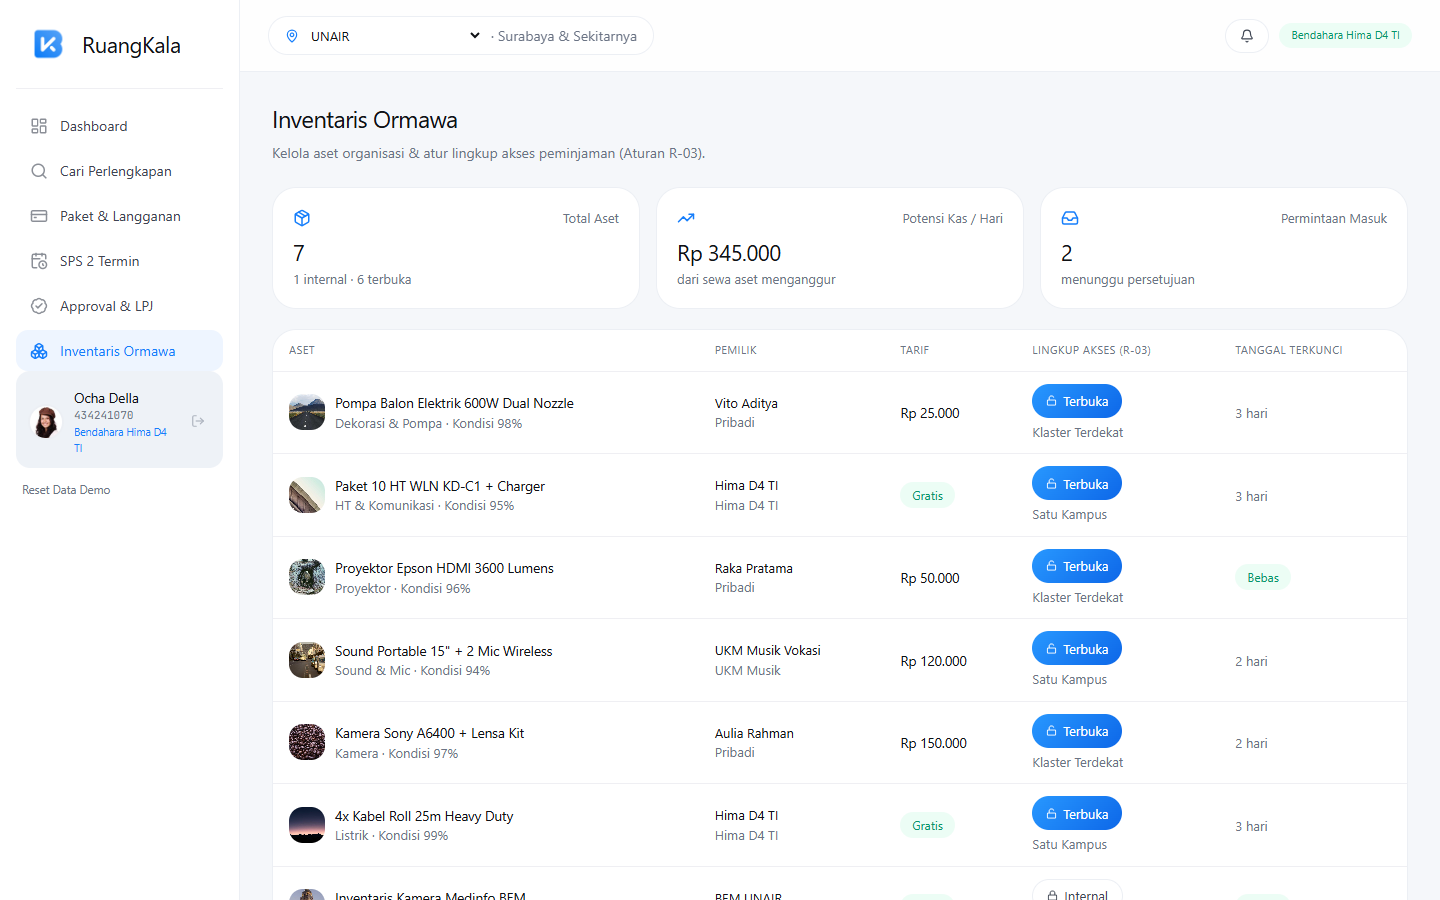 RuangKala
UNAIR · Surabaya & Sekitarnya
Bendahara Hima D4 TI
Dashboard
Cari Perlengkapan
Paket & Langganan
SPS 2 Termin
Approval & LPJ
Inventaris Ormawa
Ocha Della
434241070
Bendahara Hima D4
TI
Reset Data Demo
Inventaris Ormawa
Kelola aset organisasi & atur lingkup akses peminjaman (Aturan R-03).
Total Aset
7
1 internal · 6 terbuka
Potensi Kas / Hari
Rp 345.000
dari sewa aset menganggur
Permintaan Masuk
2
menunggu persetujuan
ASET PEMILIK TARIF LINGKUP AKSES (R-03) TANGGAL TERKUNCI
Pompa Balon Elektrik 600W Dual Nozzle
Dekorasi & Pompa · Kondisi 98%
Vito Aditya
Pribadi
Rp 25.000
Terbuka
Klaster Terdekat
3 hari
Paket 10 HT WLN KD-C1 + Charger
HT & Komunikasi · Kondisi 95%
Hima D4 TI
Hima D4 TI
Gratis
Terbuka
Satu Kampus
3 hari
Proyektor Epson HDMI 3600 Lumens
Proyektor · Kondisi 96%
Raka Pratama
Pribadi
Rp 50.000
Terbuka
Klaster Terdekat
Bebas
Sound Portable 15" + 2 Mic Wireless
Sound & Mic · Kondisi 94%
UKM Musik Vokasi
UKM Musik
Rp 120.000
Terbuka
Satu Kampus
2 hari
Kamera Sony A6400 + Lensa Kit
Kamera · Kondisi 97%
Aulia Rahman
Pribadi
Rp 150.000
Terbuka
Klaster Terdekat
2 hari
4x Kabel Roll 25m Heavy Duty
Listrik · Kondisi 99%
Hima D4 TI
Hima D4 TI
Gratis
Terbuka
Satu Kampus
3 hari
Inventaris Kamera Medinfo BEM
BEM UNAIR
Internal